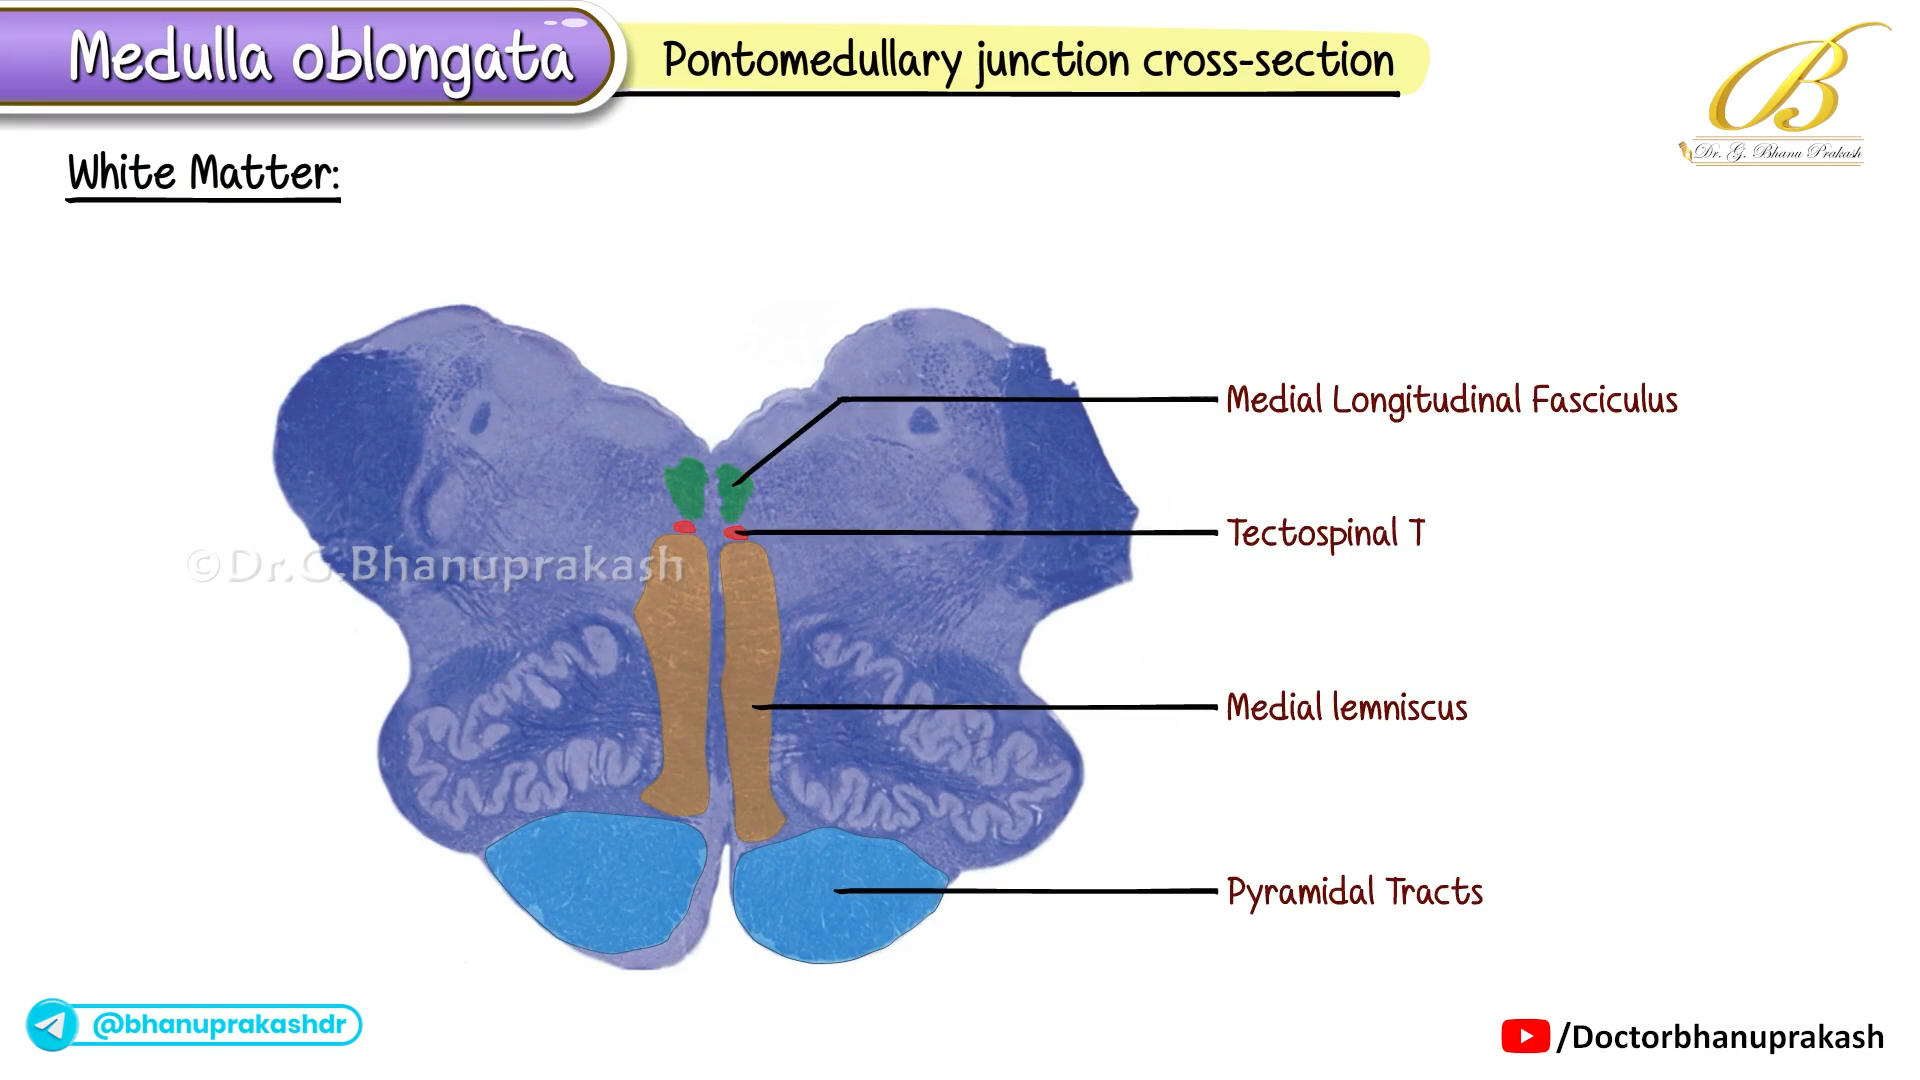 Medulla oblongata
Pontomedullary junction cross-section
B
Dr. G. Bhanu Prakash
White Matter:
Medial Longitudinal Fasciculus
Tectospinal T
©Dr.G.Bhanuprakash
Medial lemniscus
Pyramidal Tracts
@bhanuprakashdr
/Doctorbhanuprakash